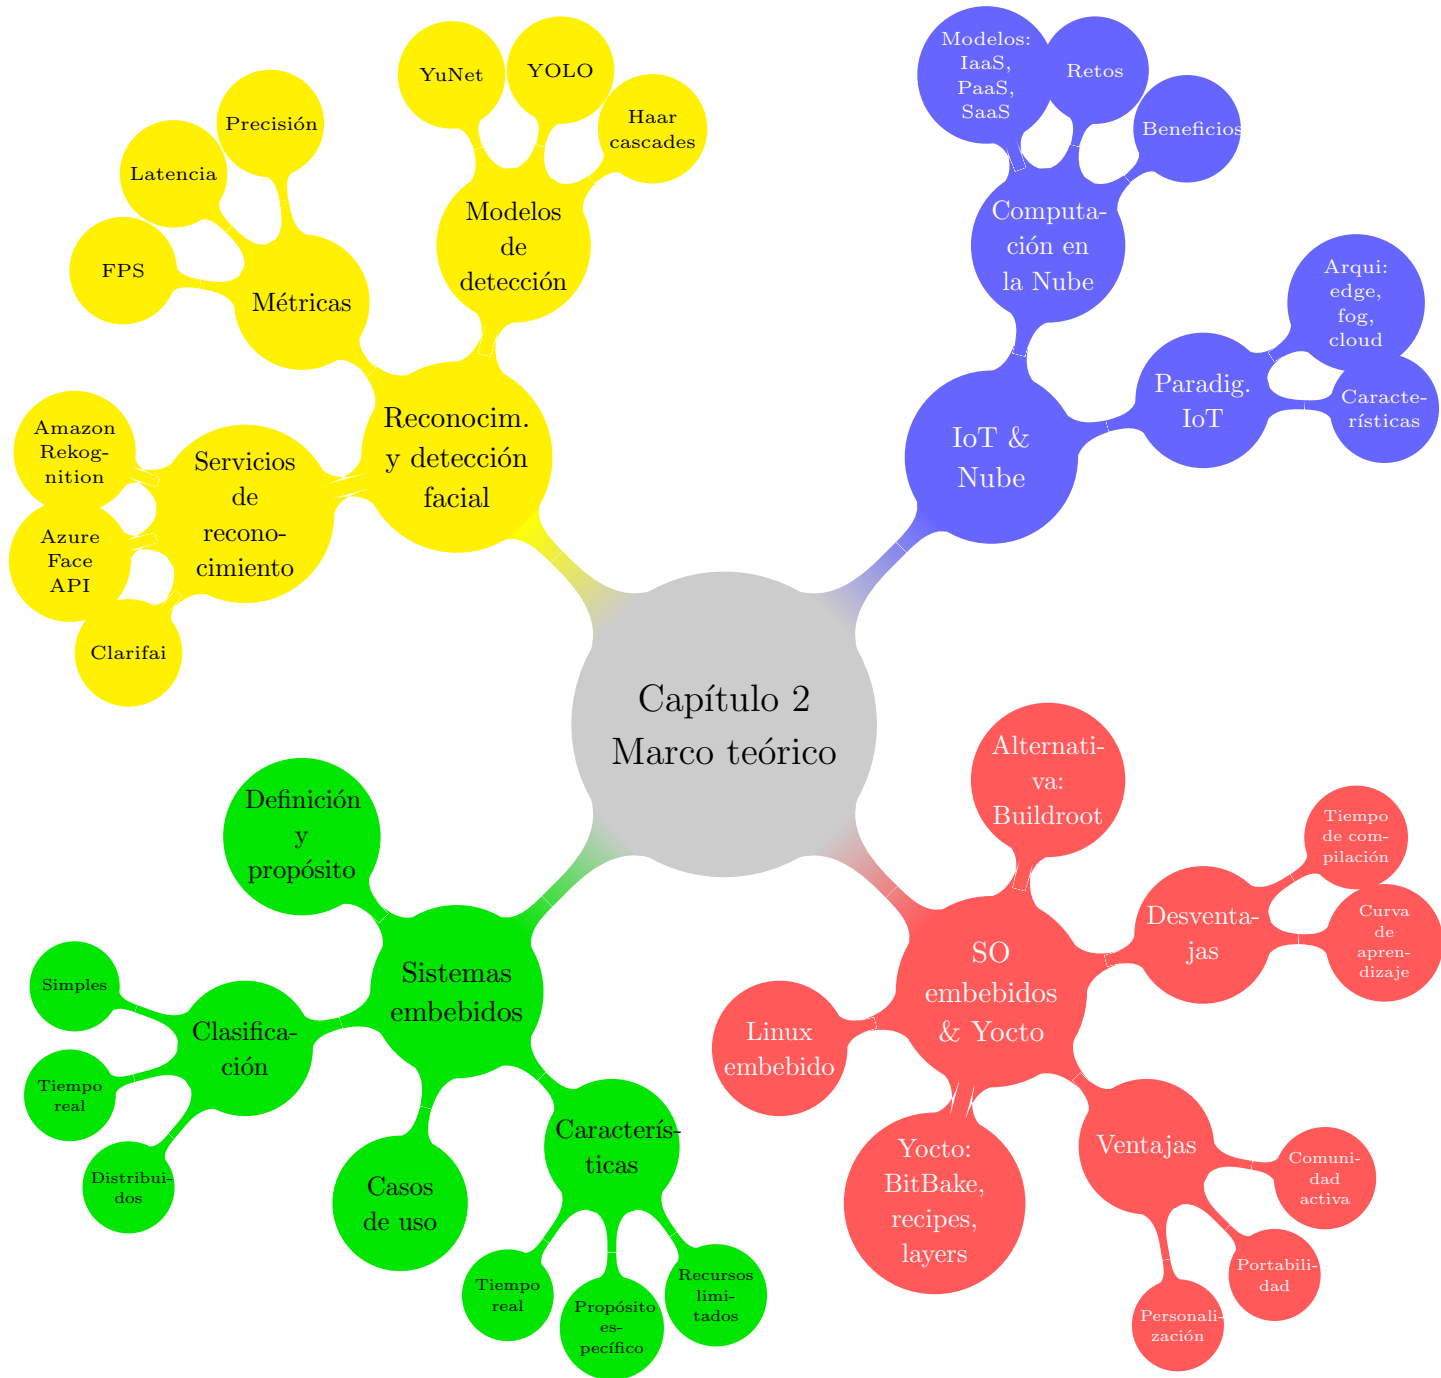 Capítulo 2
Marco teórico
Reconocim.
y detección
facial
Modelos
de
detección
YuNet
YOLO
Haar
cascades
Métricas
Precisión
Latencia
FPS
Servicios
de
recono-
cimiento
Amazon
Rekog-
nition
Azure
Face
API
Clarifai
IoT &
Nube
Computa-
ción en
la Nube
Modelos:
IaaS,
PaaS,
SaaS
Retos
Beneficios
Paradig.
IoT
Arqui:
edge,
fog,
cloud
Caracte-
rísticas
Sistemas
embebidos
Definición
y
propósito
Clasifica-
ción
Simples
Tiempo
real
Distribui-
dos
Casos
de uso
Caracterís-
ticas
Tiempo
real
Propósito
es-
pecífico
Recursos
limi-
tados
SO
embebidos
& Yocto
Alternati-
va:
Buildroot
Desventa-
jas
Tiempo
de com-
pilación
Curva
de
apren-
dizaje
Ventajas
Comuni-
dad
activa
Portabili-
dad
Personali-
zación
Yocto:
BitBake,
recipes,
layers
Linux
embebido